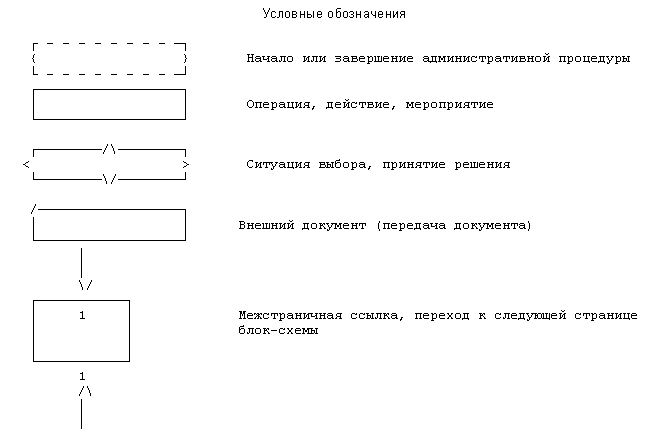 Условные обозначения
Начало или завершение административной процедуры
Операция, действие, мероприятие
Ситуация выбора, принятие решения
Внешний документ (передача документа)
1
Межстраничная ссылка, переход к следующей странице
блок-схемы
1